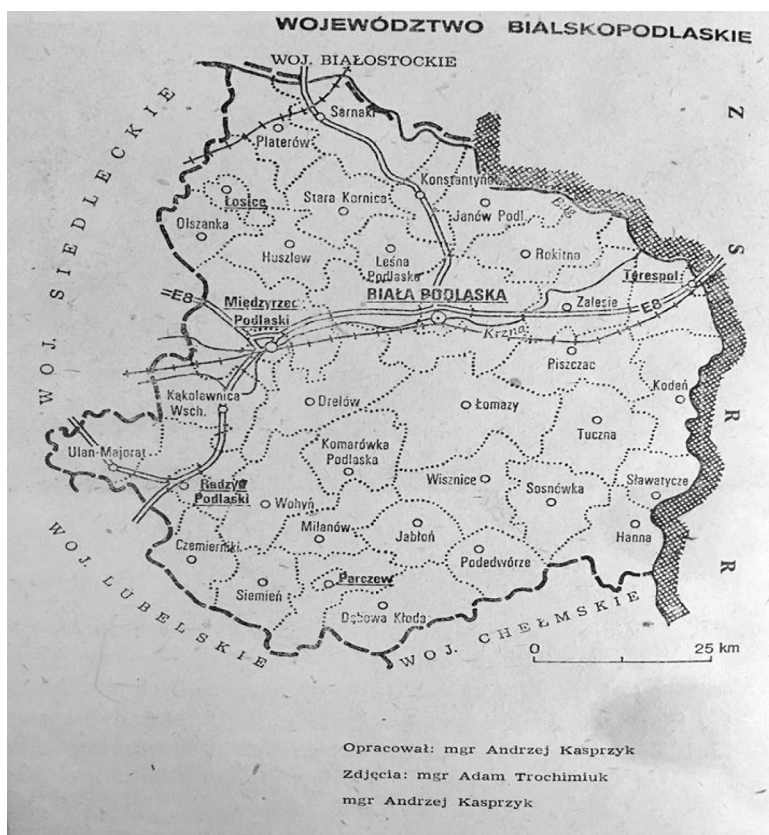 WOJEWÓDZTWO BIALSKOPODLASKIE
WOJ. BIAŁOSTOCKIE
WOJ. SIEDLECKIE
Z S R R
Sarnaki
Platerów
Konstantynów
Łosice
Stara Kornica
Janów Podl.
Bug
Olszanka
Huszlew
Leśna
Podlaska
Rokitno
Terespol
=E8=
Międzyrzec
Podlaski
BIAŁA PODLASKA
Zalesie
E8
Krzna
Piszczac
Kąkolewnica
Wsch.
Drelów
Łomazy
Kodeń
Tuczna
Ulan-Majorat
Komarówka
Podlaska
Radzyń
Podlaski
Wisznice
Sosnówka
Sławatycze
Wohyń
Milanów
Jabłoń
Hanna
Czemierniki
Podedwórze
Siemień
Parczew
Dębowa Kłoda
WOJ. LUBELSKIE
WOJ. CHEŁMSKIE
0 25 km
Opracował: mgr Andrzej Kasprzyk
Zdjęcia: mgr Adam Trochimiuk
mgr Andrzej Kasprzyk